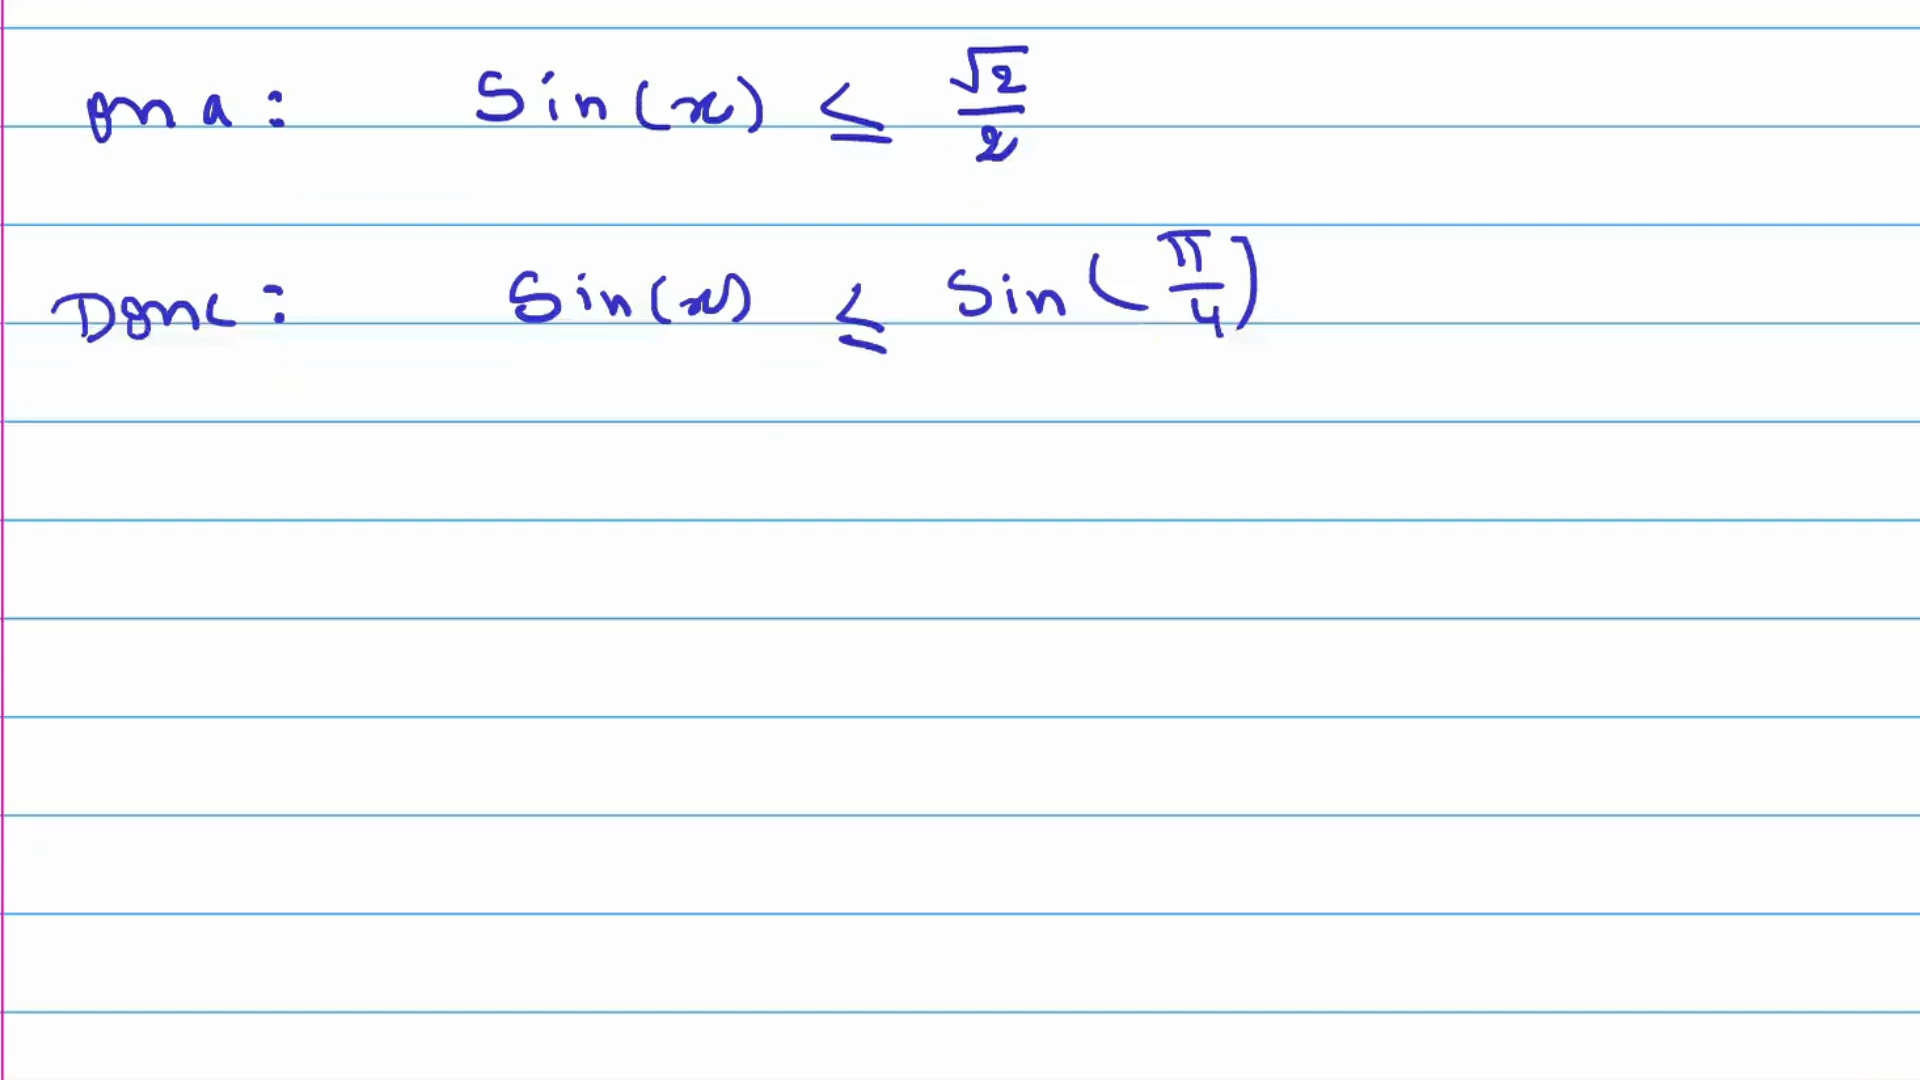 on a : Sin(x) ≤ √2/2
Donc : Sin(x) ≤ Sin(π/4)